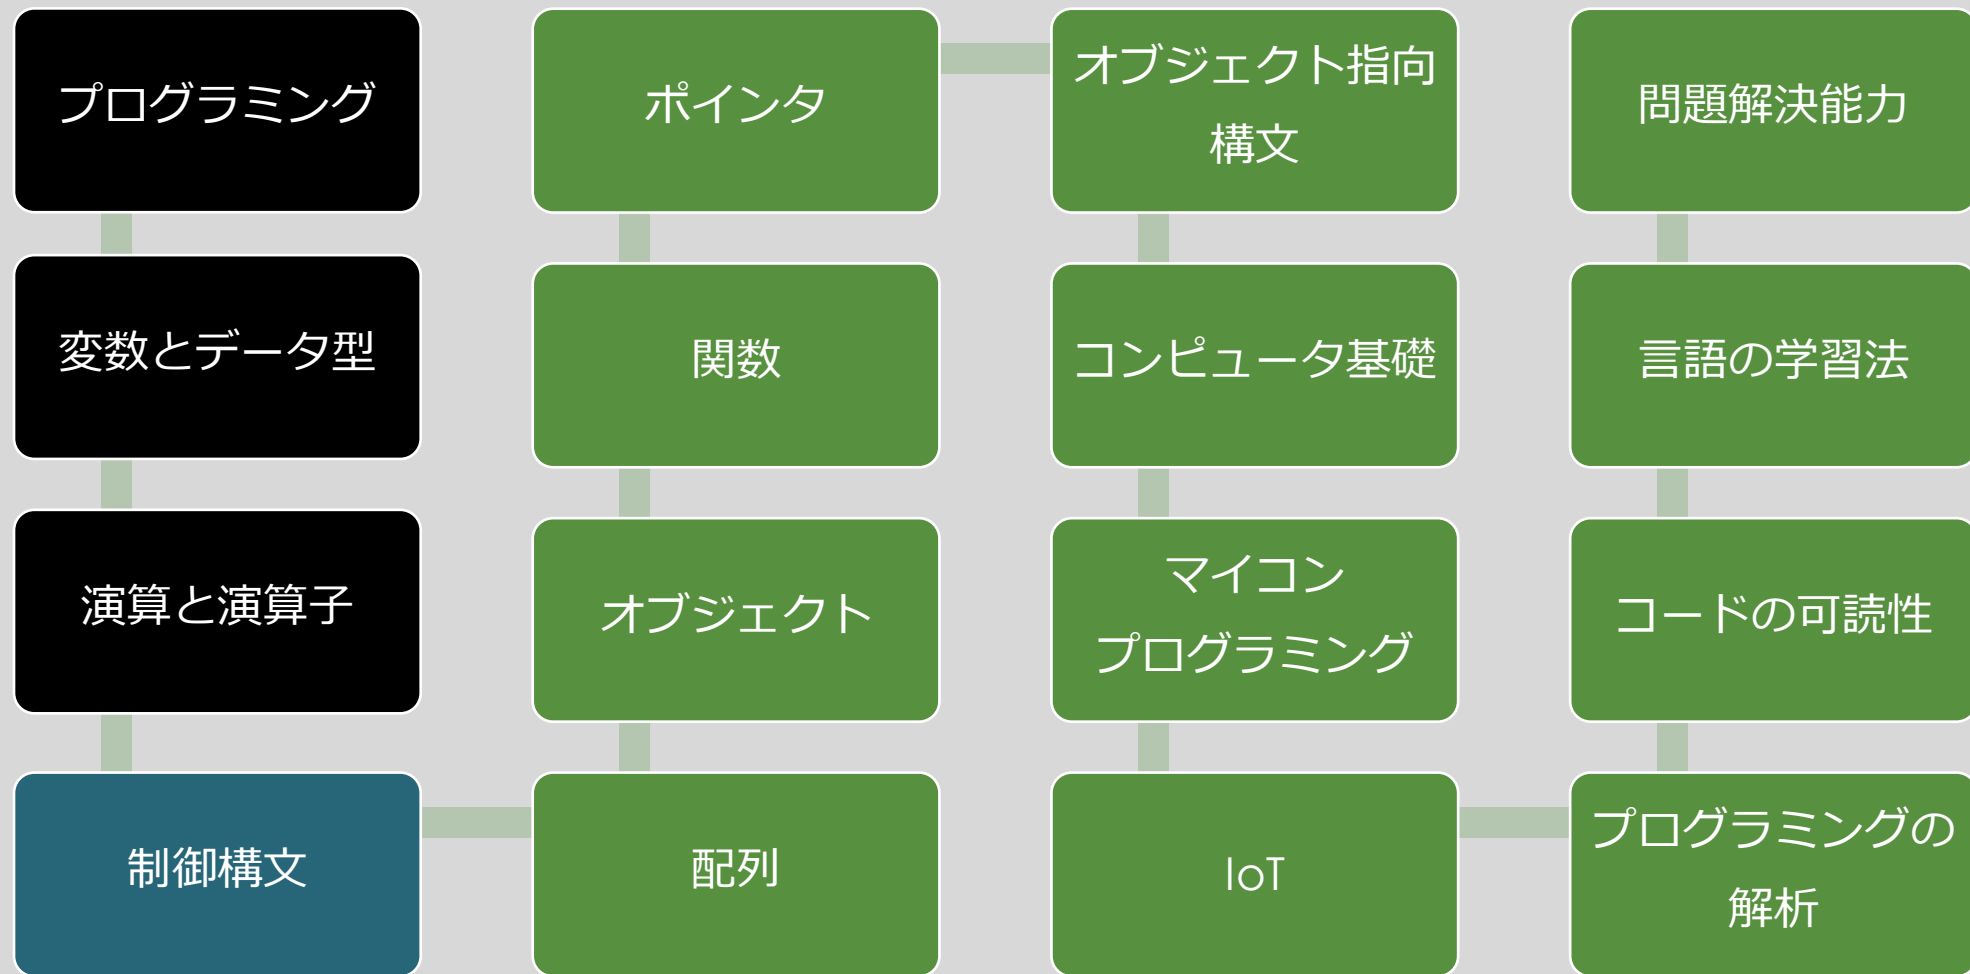 プログラミング
変数とデータ型
演算と演算子
制御構文
配列
オブジェクト
関数
ポインタ
オブジェクト指向
構文
コンピュータ基礎
マイコン
プログラミング
IoT
プログラミングの
解析
コードの可読性
言語の学習法
問題解決能力